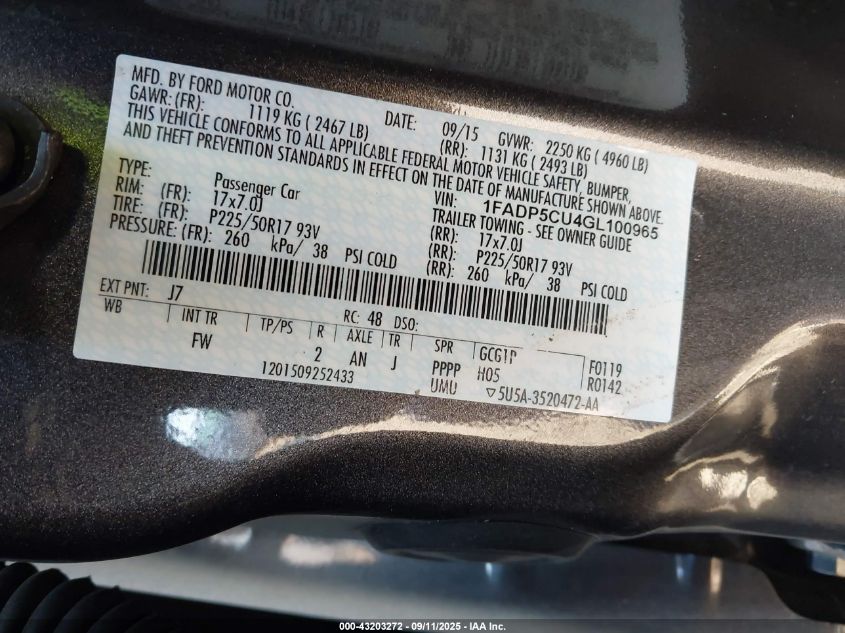 MFD. BY FORD MOTOR CO.
DATE: 09/15 GVWR: 2250 KG ( 4960 LB)
GAWR: (FR): 1119 KG ( 2467 LB) (RR): 1131 KG ( 2493 LB)
THIS VEHICLE CONFORMS TO ALL APPLICABLE FEDERAL MOTOR VEHICLE SAFETY, BUMPER,
AND THEFT PREVENTION STANDARDS IN EFFECT ON THE DATE OF MANUFACTURE SHOWN ABOVE.
VIN: 1FADP5CU4GL100965
TYPE: Passenger Car TRAILER TOWING - SEE OWNER GUIDE
RIM: (FR): 17x7.0J (RR): 17x7.0J
TIRE: (FR): P225/50R17 93V (RR): P225/50R17 93V
PRESSURE: (FR): 260 kPa/ 38 PSI COLD (RR): 260 kPa/ 38 PSI COLD
EXT PNT: J7 RC: 48 DSO:
WB INT TR TP/PS R AXLE TR SPR GCG1P F0119
FW 2 AN J PPPP H05 R0142
1201509252433 UMU ▽5U5A-3520472-AA
000-43203272 - 09/11/2025 - IAA Inc.